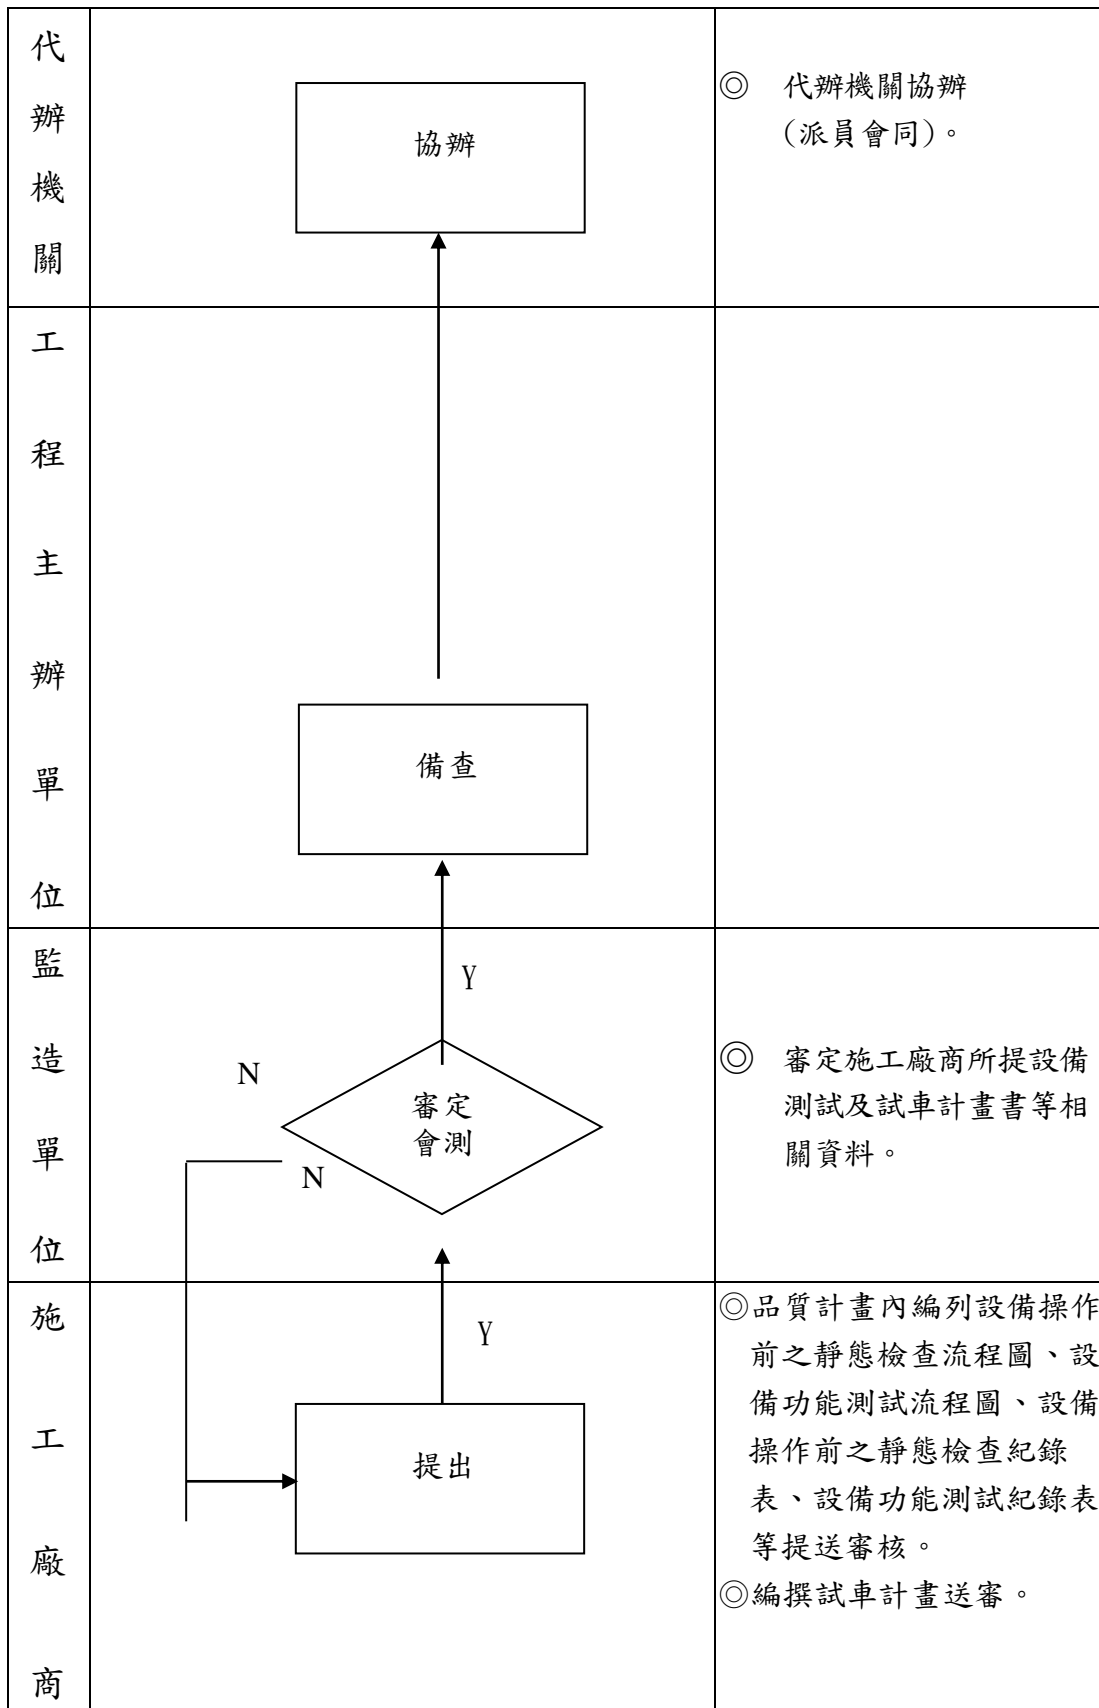 代辦機關
協辦
◎ 代辦機關協辦
(派員會同)。
工程主辦單位
備查
監造單位
Y
N
審定
會測
N
◎ 審定施工廠商所提設備
測試及試車計畫書等相
關資料。
施工廠商
Y
提出
◎品質計畫內編列設備操作
前之靜態檢查流程圖、設
備功能測試流程圖、設備
操作前之靜態檢查紀錄
表、設備功能測試紀錄表
等提送審核。
◎編撰試車計畫送審。